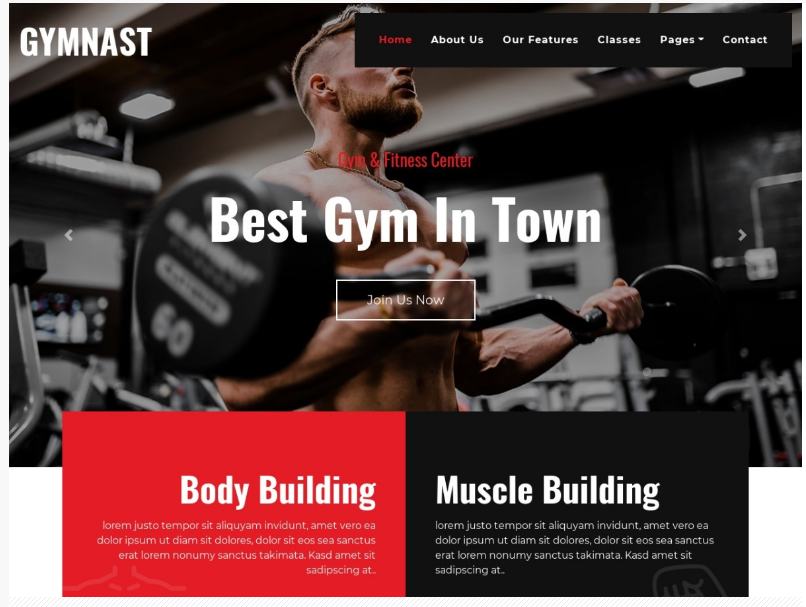 GYMNAST
Home About Us Our Features Classes Pages Contact
Gym & Fitness Center
Best Gym In Town
Join Us Now
60
Body Building
lorem justo tempor sit aliquyam invidunt, amet vero ea
dolor ipsum ut diam sit dolores, dolor sit eos sea sanctus
erat lorem nonumy sanctus takimata. Kasd amet sit
sadipscing at..
Muscle Building
lorem justo tempor sit aliquyam invidunt, amet vero ea
dolor ipsum ut diam sit dolores, dolor sit eos sea sanctus
erat lorem nonumy sanctus takimata. Kasd amet sit
sadipscing at..